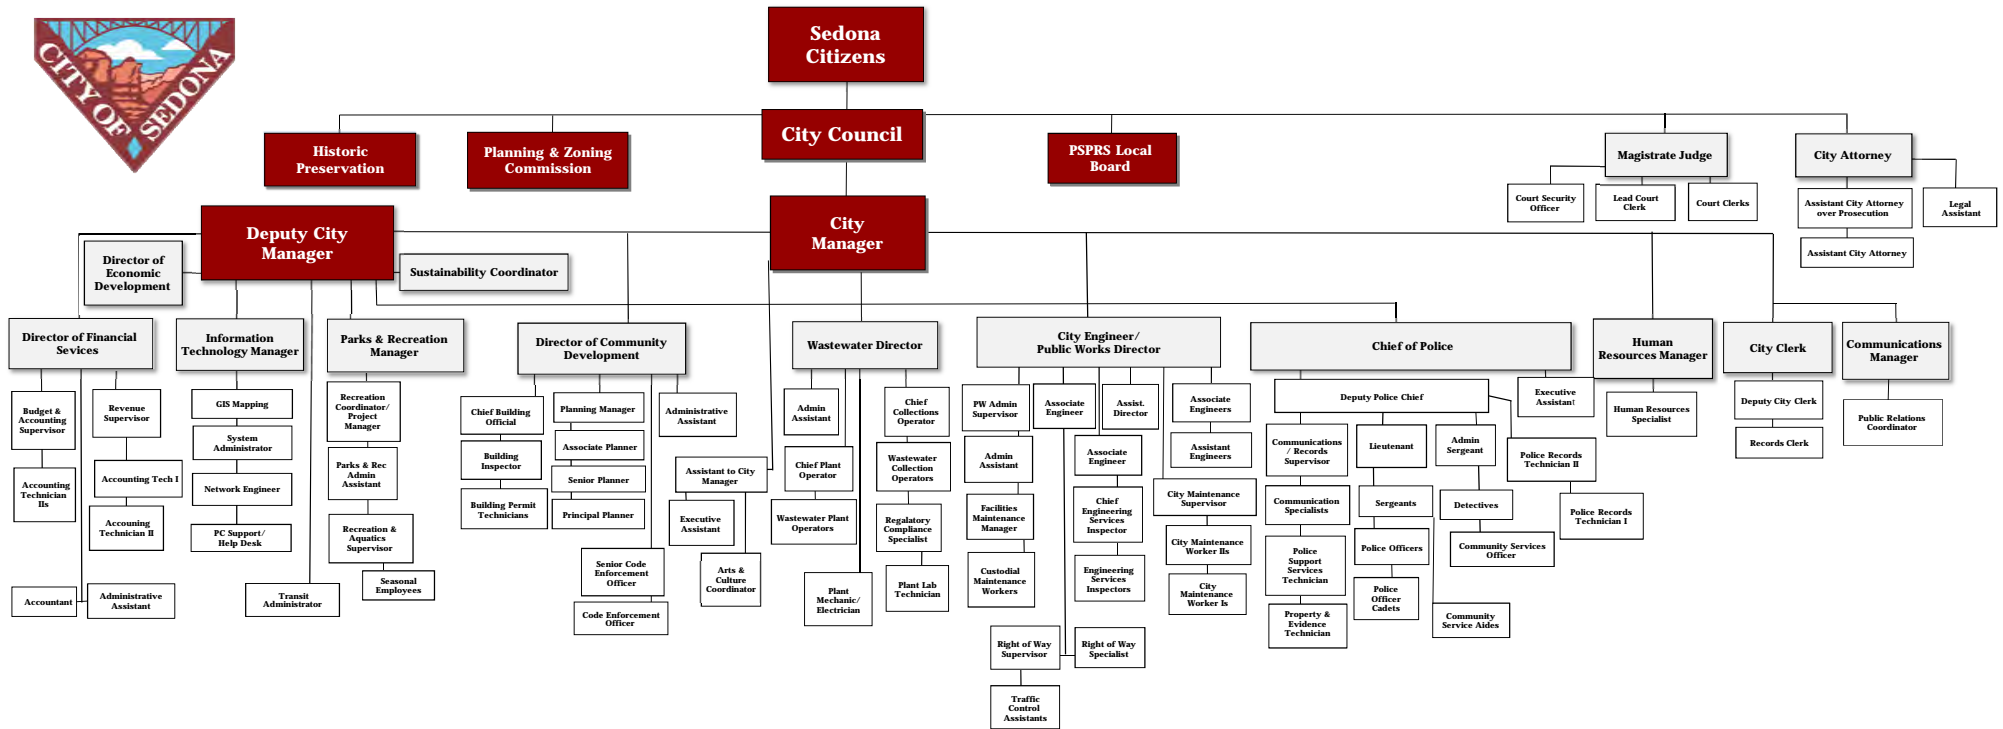 CITY OF SEDONA
Sedona
Citizens
City Council
Historic
Preservation
Planning & Zoning
Commission
PSPRS Local
Board
Magistrate Judge
City Attorney
Court Security
Officer
Lead Court
Clerk
Court Clerks
Assistant City Attorney
over Prosecution
Legal
Assistant
Assistant City Attorney
Deputy City
Manager
City
Manager
Director of
Economic
Development
Sustainability Coordinator
Director of Financial
Sevices
Information
Technology Manager
Parks & Recreation
Manager
Director of Community
Development
Wastewater Director
City Engineer/
Public Works Director
Chief of Police
Human
Resources Manager
City Clerk
Communications
Manager
Budget &
Accounting
Supervisor
Revenue
Supervisor
Accounting
Technician
IIs
Accounting Tech I
Accouning
Technician II
Accountant
Administrative
Assistant
GIS Mapping
System
Administrator
Network Engineer
PC Support/
Help Desk
Transit
Administrator
Recreation
Coordinator/
Project
Manager
Parks & Rec
Admin
Assistant
Recreation &
Aquatics
Supervisor
Seasonal
Employees
Chief Building
Official
Building
Inspector
Building Permit
Technicians
Planning Manager
Associate Planner
Senior Planner
Principal Planner
Administrative
Assistant
Senior Code
Enforcement
Officer
Code Enforcement
Officer
Assistant to City
Manager
Executive
Assistant
Arts &
Culture
Coordinator
Admin
Assistant
Chief Plant
Operator
Wastewater Plant
Operators
Plant
Mechanic/
Electrician
Chief
Collections
Operator
Wastewater
Collection
Operators
Regalatory
Compliance
Specialist
Plant Lab
Technician
PW Admin
Supervisor
Admin
Assistant
Facilities
Maintenance
Manager
Custodial
Maintenance
Workers
Associate
Engineer
Assist.
Director
Associate
Engineer
Chief
Engineering
Services
Inspector
Engineering
Services
Inspectors
Right of Way
Supervisor
Right of Way
Specialist
Traffic
Control
Assistants
Associate
Engineers
Assistant
Engineers
City Maintenance
Supervisor
City Maintenance
Worker IIs
City
Maintenance
Worker Is
Deputy Police Chief
Executive
Assistant
Communications
/ Records
Supervisor
Communication
Specialists
Police
Support
Services
Technician
Property &
Evidence
Technician
Lieutenant
Sergeants
Police Officers
Police
Officer
Cadets
Admin
Sergeant
Detectives
Community Services
Officer
Community
Service Aides
Police Records
Technician II
Police Records
Technician I
Human Resources
Specialist
Deputy City Clerk
Records Clerk
Public Relations
Coordinator